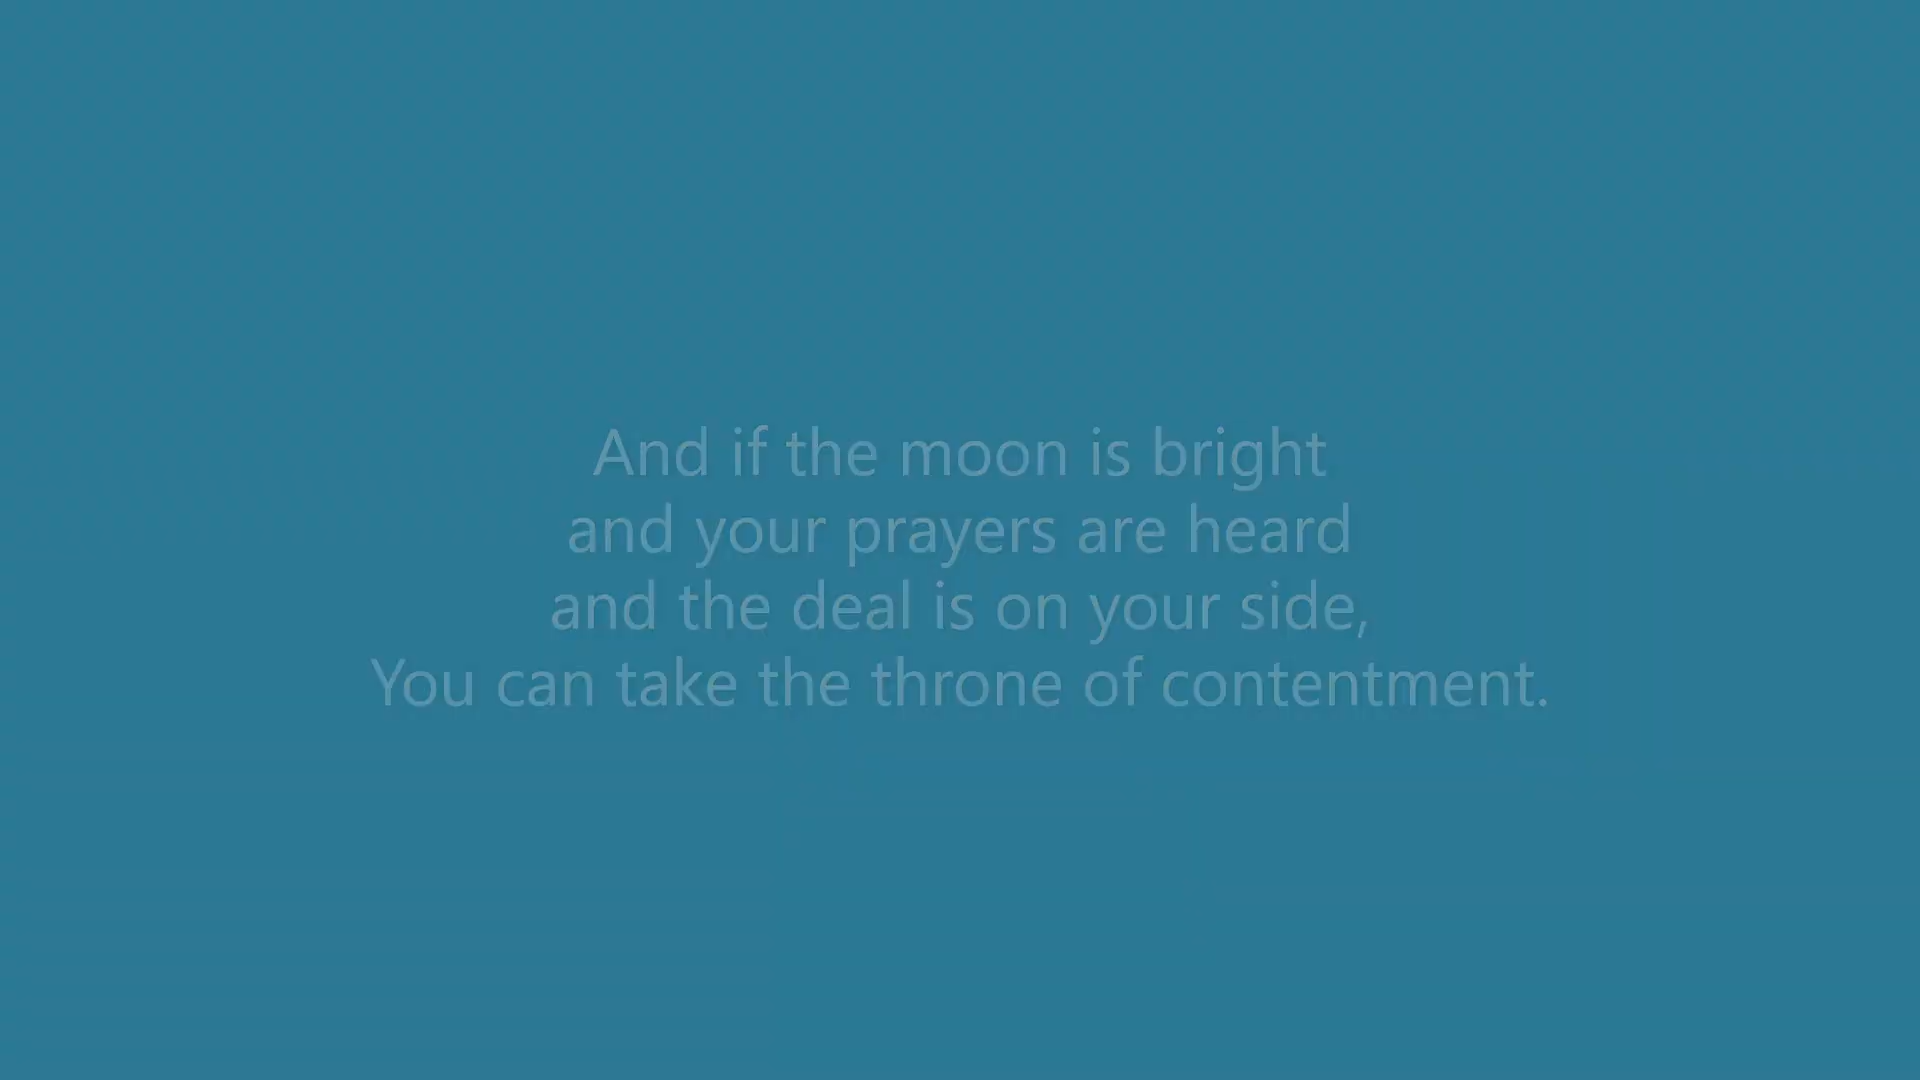 And if the moon is bright
and your prayers are heard
and the deal is on your side,
You can take the throne of contentment.